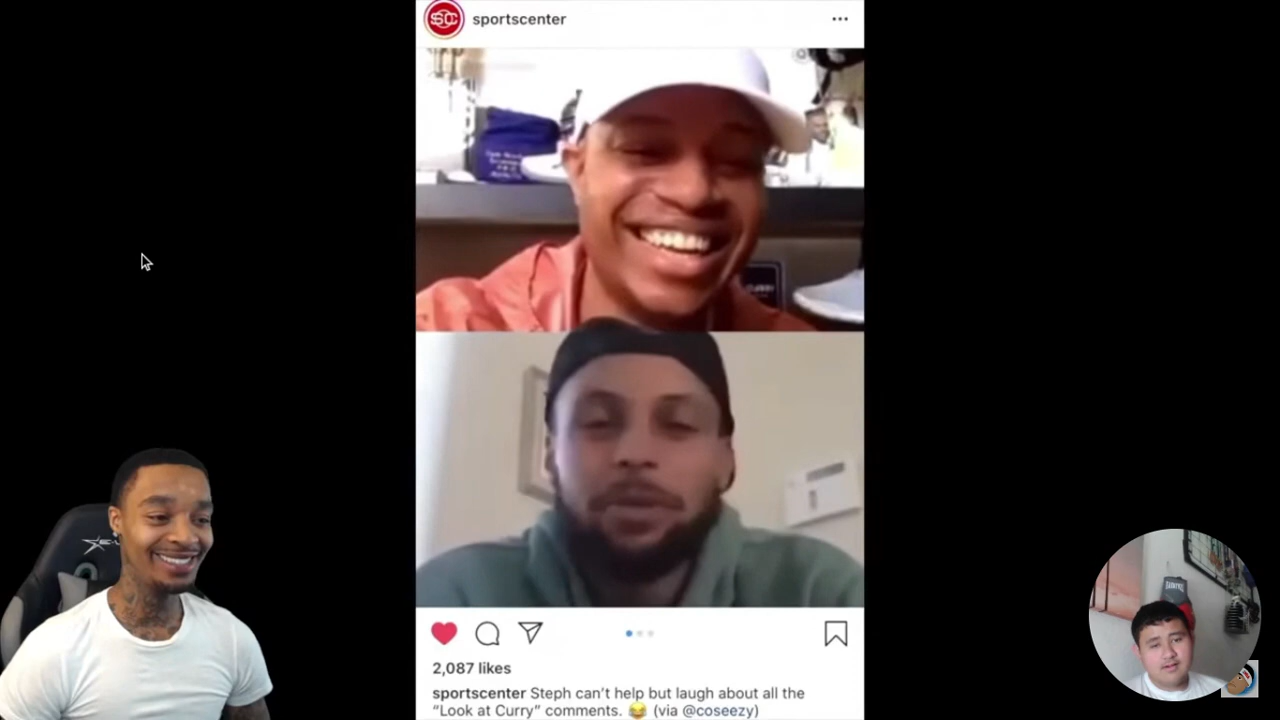 SC sportscenter
2,087 likes
sportscenter Steph can't help but laugh about all the
“Look at Curry” comments. 😂 (via @coseezy)